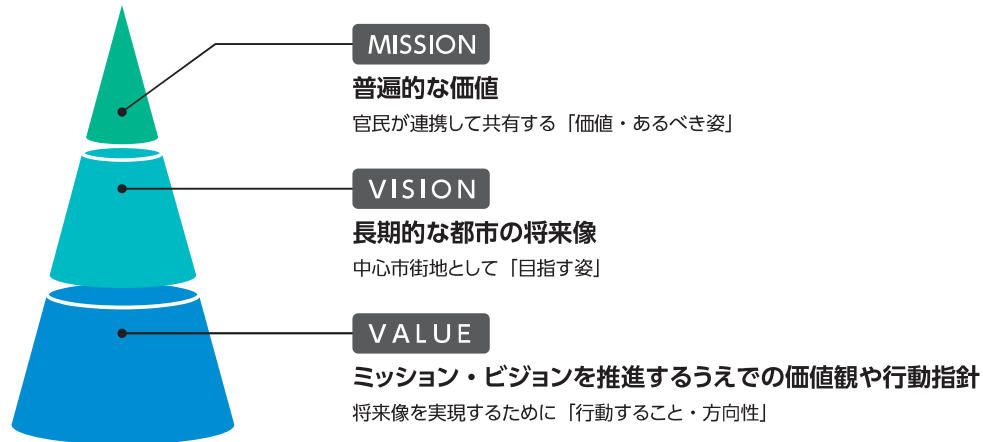 MISSION
普遍的な価値
官民が連携して共有する「価値・あるべき姿」
VISION
長期的な都市の将来像
中心市街地として「目指す姿」
VALUE
ミッション・ビジョンを推進するうえでの価値観や行動指針
将来像を実現するために「行動すること・方向性」